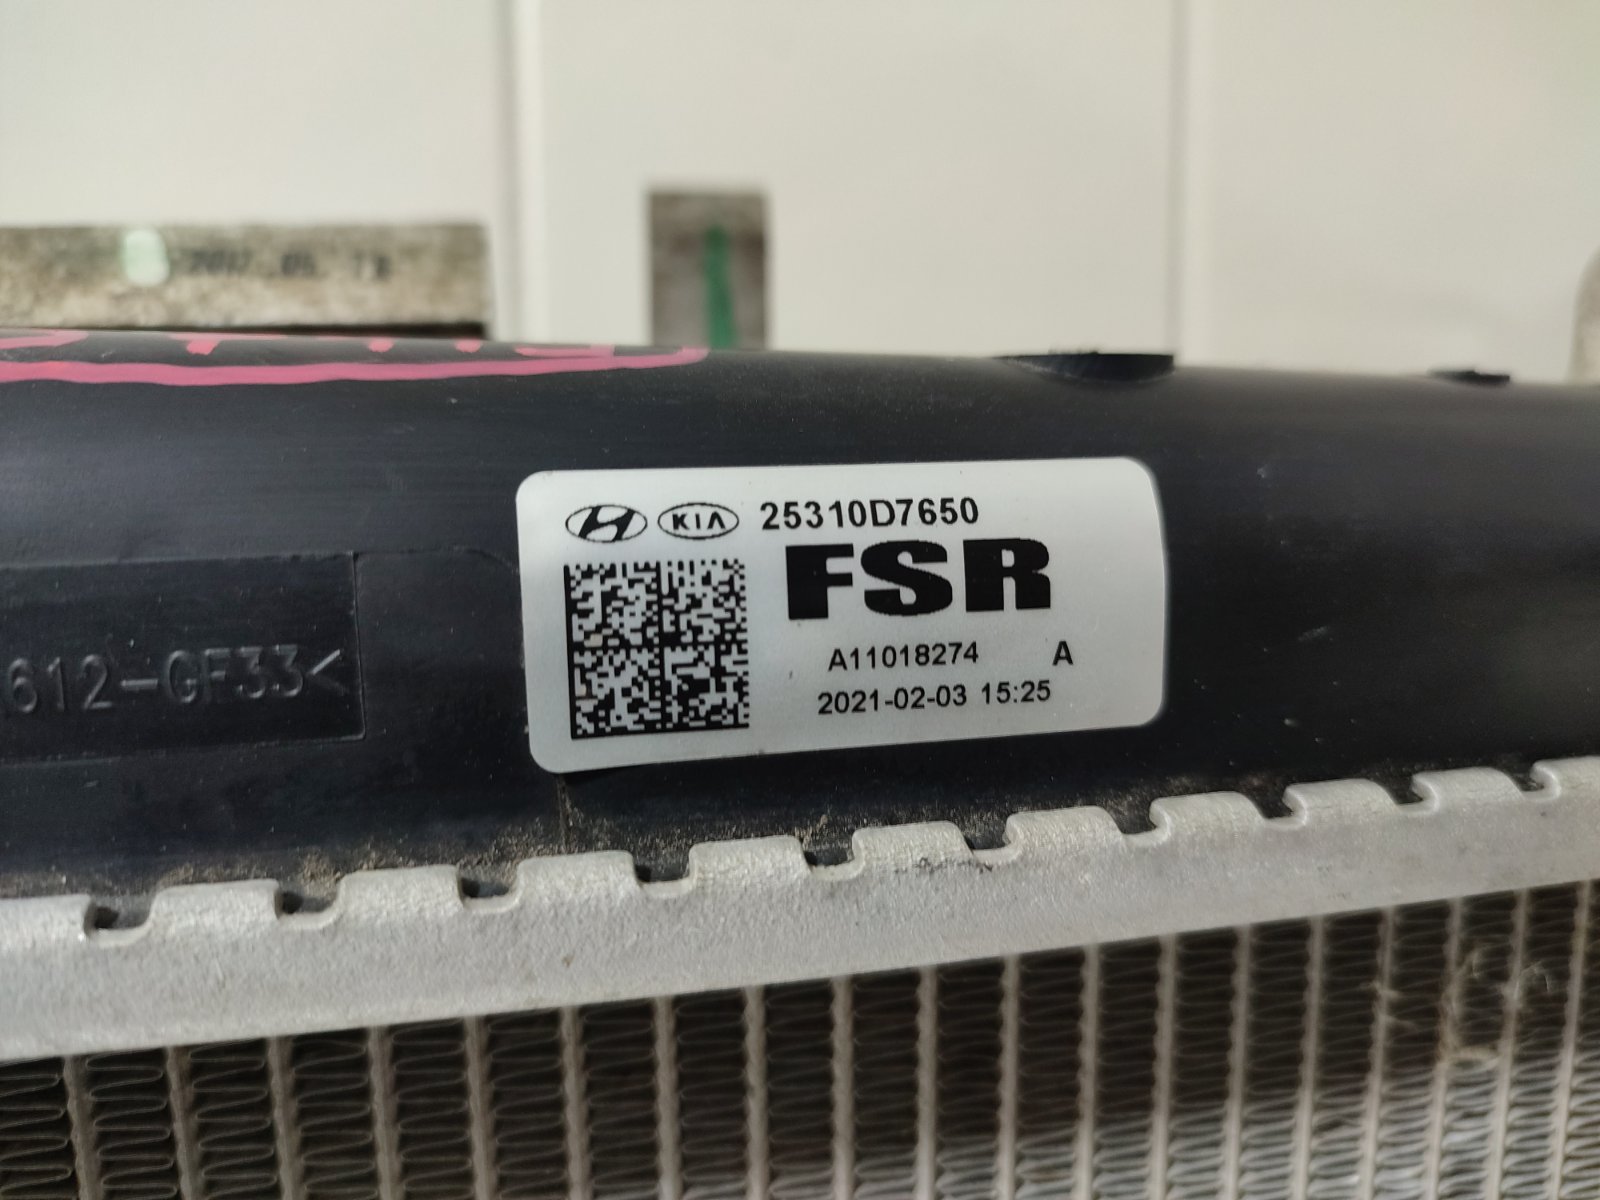 KIA 25310D7650
FSR
A11018274 A
2021-02-03 15:25
612-GF33<